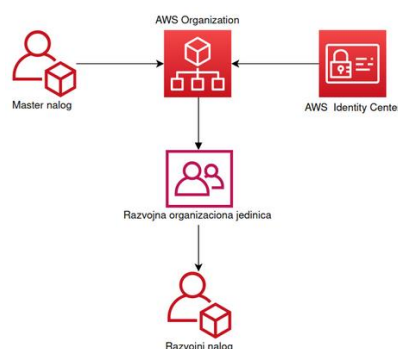 AWS Organization
Master nalog
AWS Identity Cente
Razvojna organizaciona jedinica
Razvojni nalog